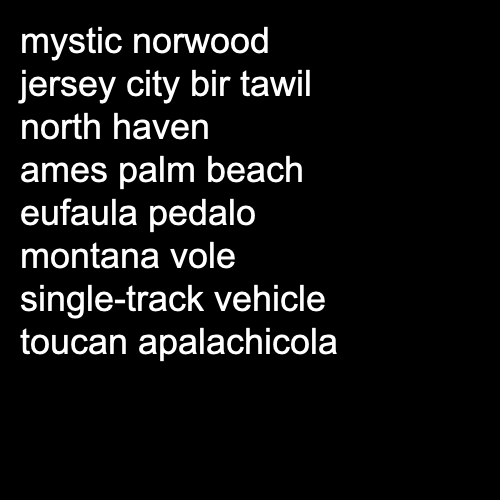 mystic norwood
jersey city bir tawil
north haven
ames palm beach
eufaula pedalo
montana vole
single-track vehicle
toucan apalachicola